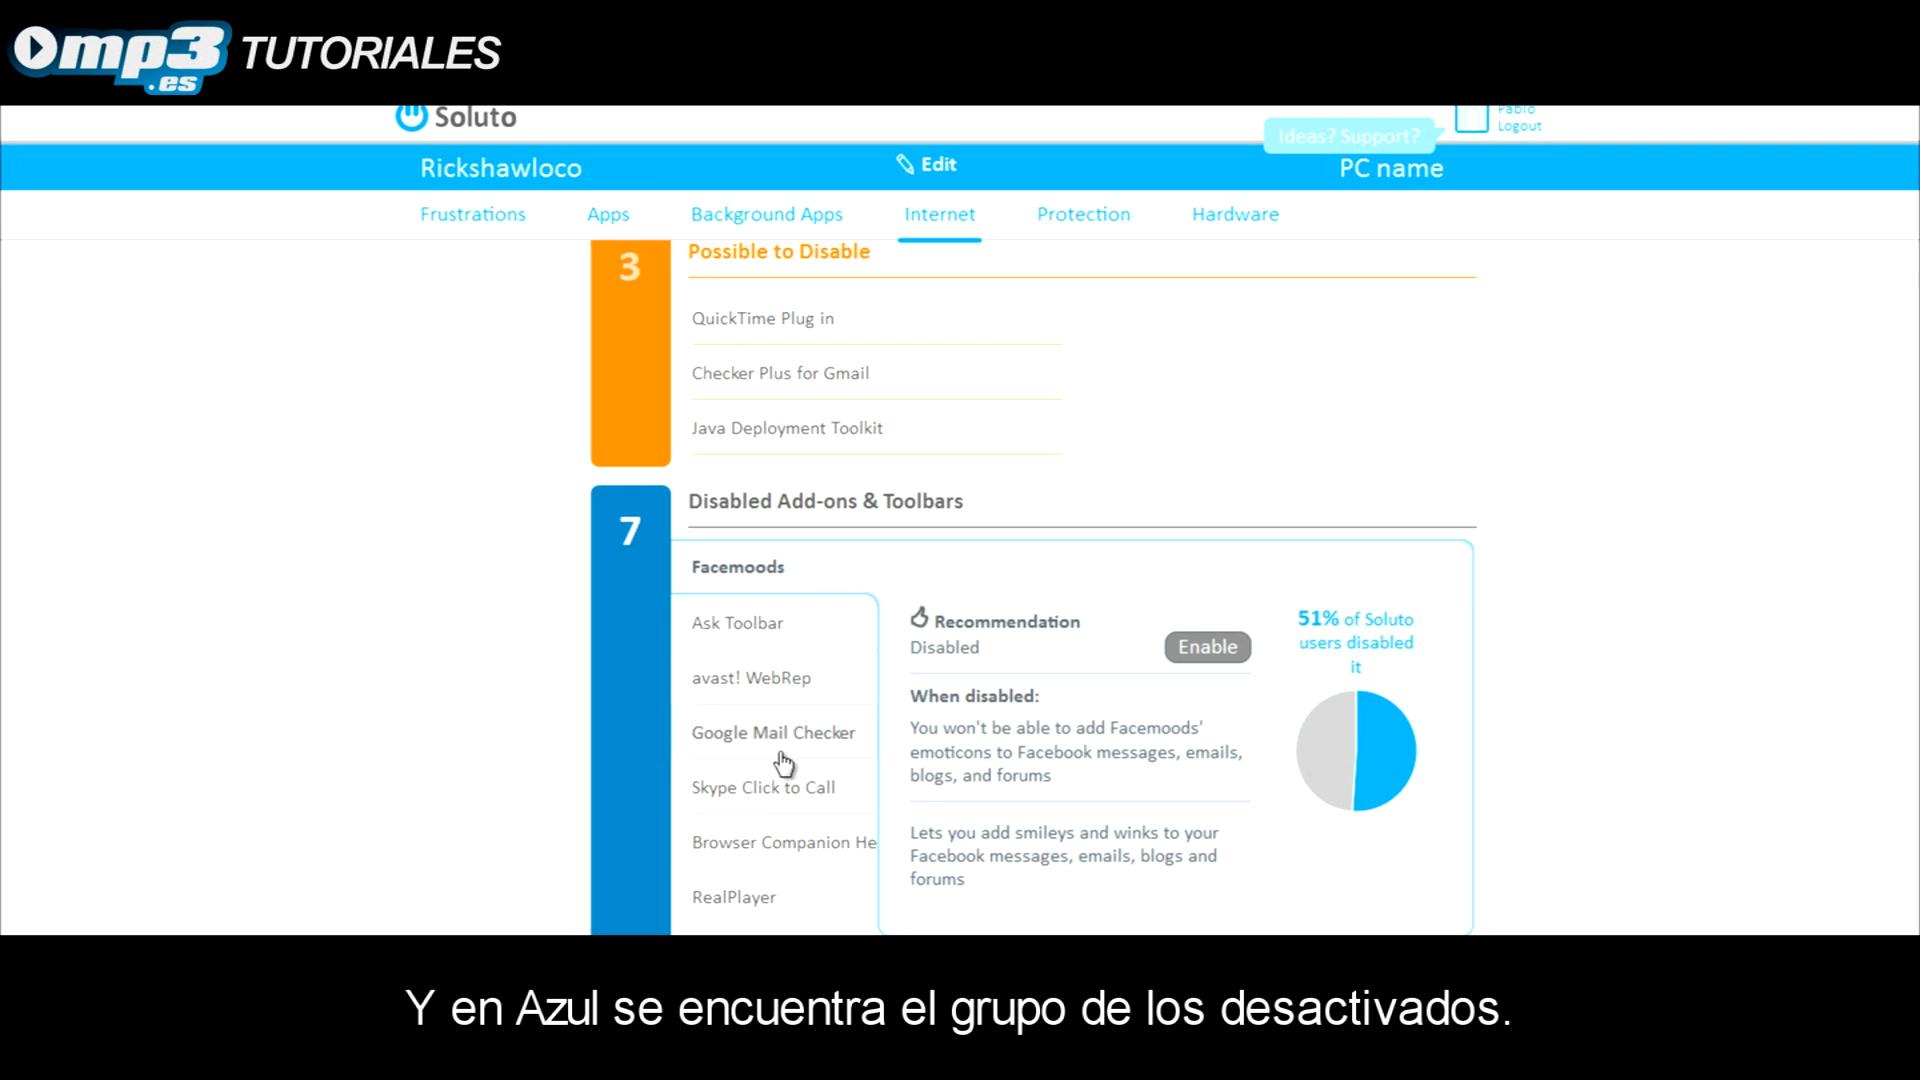 mp3.es TUTORIALES
Soluto
Pablo
Logout
Ideas? Support?
Rickshawloco
Edit
PC name
Frustrations Apps Background Apps Internet Protection Hardware
3
Possible to Disable
QuickTime Plug in
Checker Plus for Gmail
Java Deployment Toolkit
7
Disabled Add-ons & Toolbars
Facemoods
Ask Toolbar
avast! WebRep
Google Mail Checker
Skype Click to Call
Browser Companion He
RealPlayer
Recommendation
Disabled
Enable
When disabled:
You won't be able to add Facemoods'
emoticons to Facebook messages, emails,
blogs, and forums
Lets you add smileys and winks to your
Facebook messages, emails, blogs and
forums
51% of Soluto
users disabled
it
Y en Azul se encuentra el grupo de los desactivados.